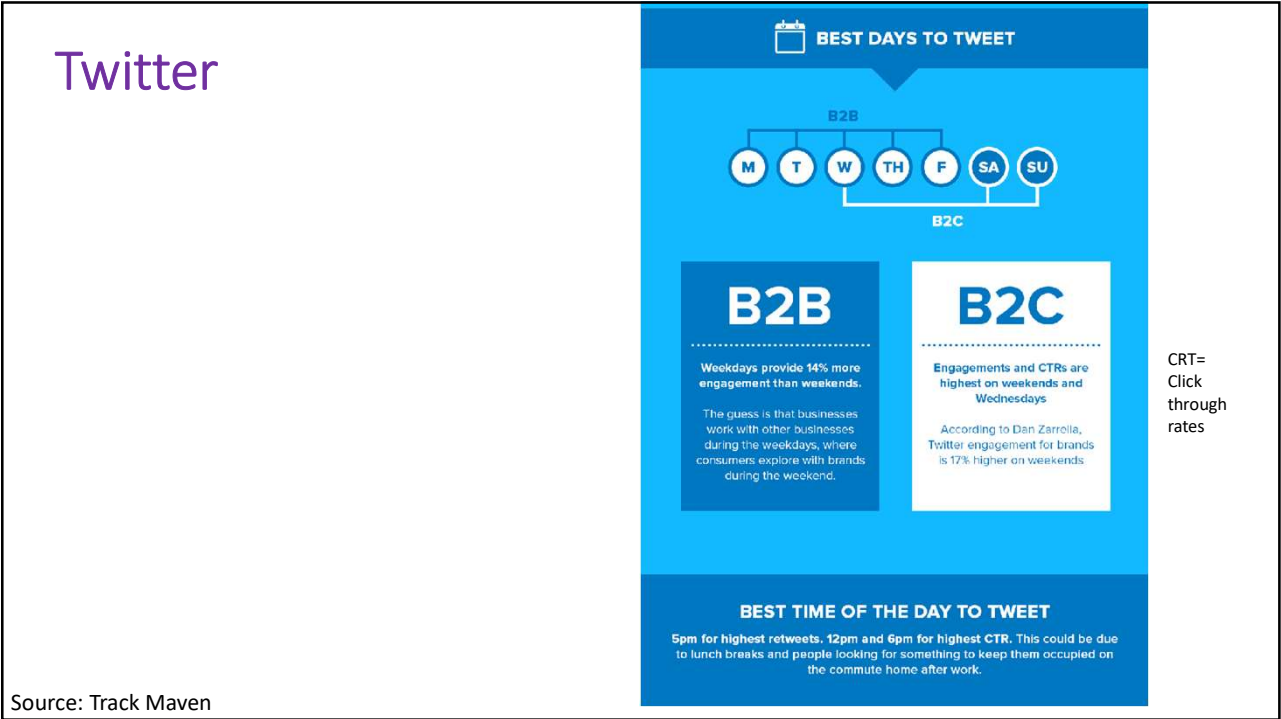 Twitter
BEST DAYS TO TWEET
B2B
M T W TH F SA SU
B2C
B2B
Weekdays provide 14% more
engagement than weekends.
The guess is that businesses
work with other businesses
during the weekdays, where
consumers explore with brands
during the weekend.
B2C
Engagements and CTRs are
highest on weekends and
Wednesdays
According to Dan Zarrella,
Twitter engagement for brands
is 17% higher on weekends
CRT=
Click
through
rates
BEST TIME OF THE DAY TO TWEET
5pm for highest retweets. 12pm and 6pm for highest CTR. This could be due
to lunch breaks and people looking for something to keep them occupied on
the commute home after work.
Source: Track Maven